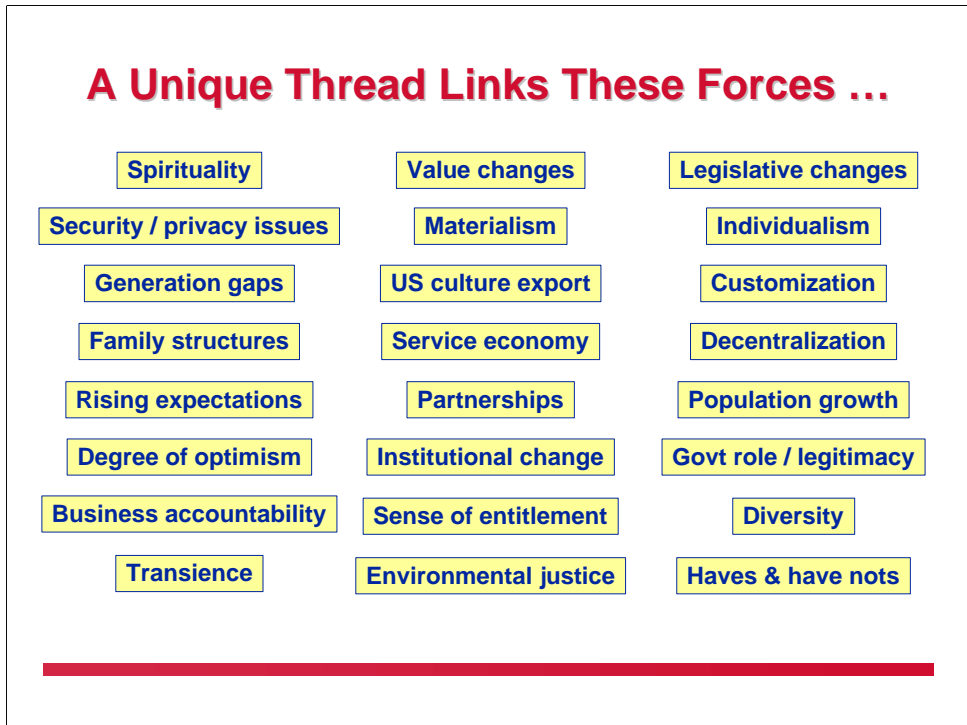 A Unique Thread Links These Forces …
Spirituality
Value changes
Legislative changes
Security / privacy issues
Materialism
Individualism
Generation gaps
US culture export
Customization
Family structures
Service economy
Decentralization
Rising expectations
Partnerships
Population growth
Degree of optimism
Institutional change
Govt role / legitimacy
Business accountability
Sense of entitlement
Diversity
Transience
Environmental justice
Haves & have nots